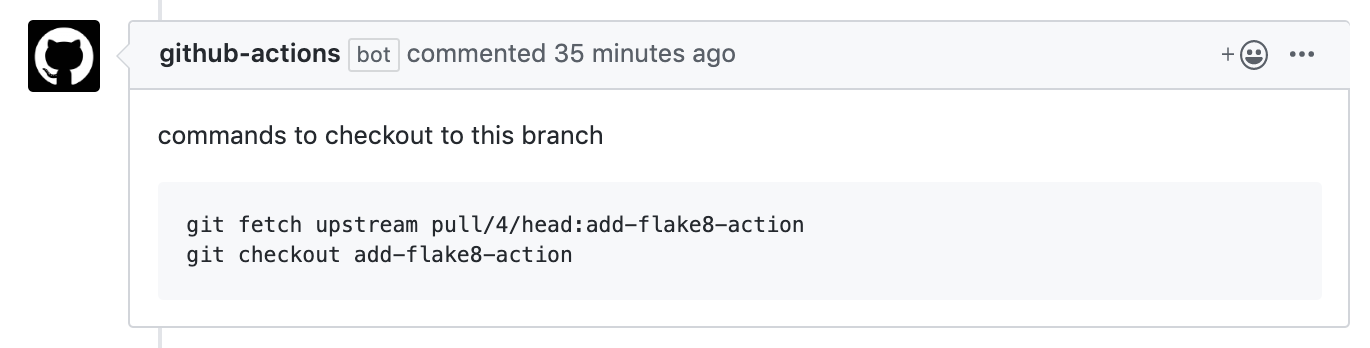 github-actions bot commented 35 minutes ago
commands to checkout to this branch
git fetch upstream pull/4/head:add-flake8-action
git checkout add-flake8-action